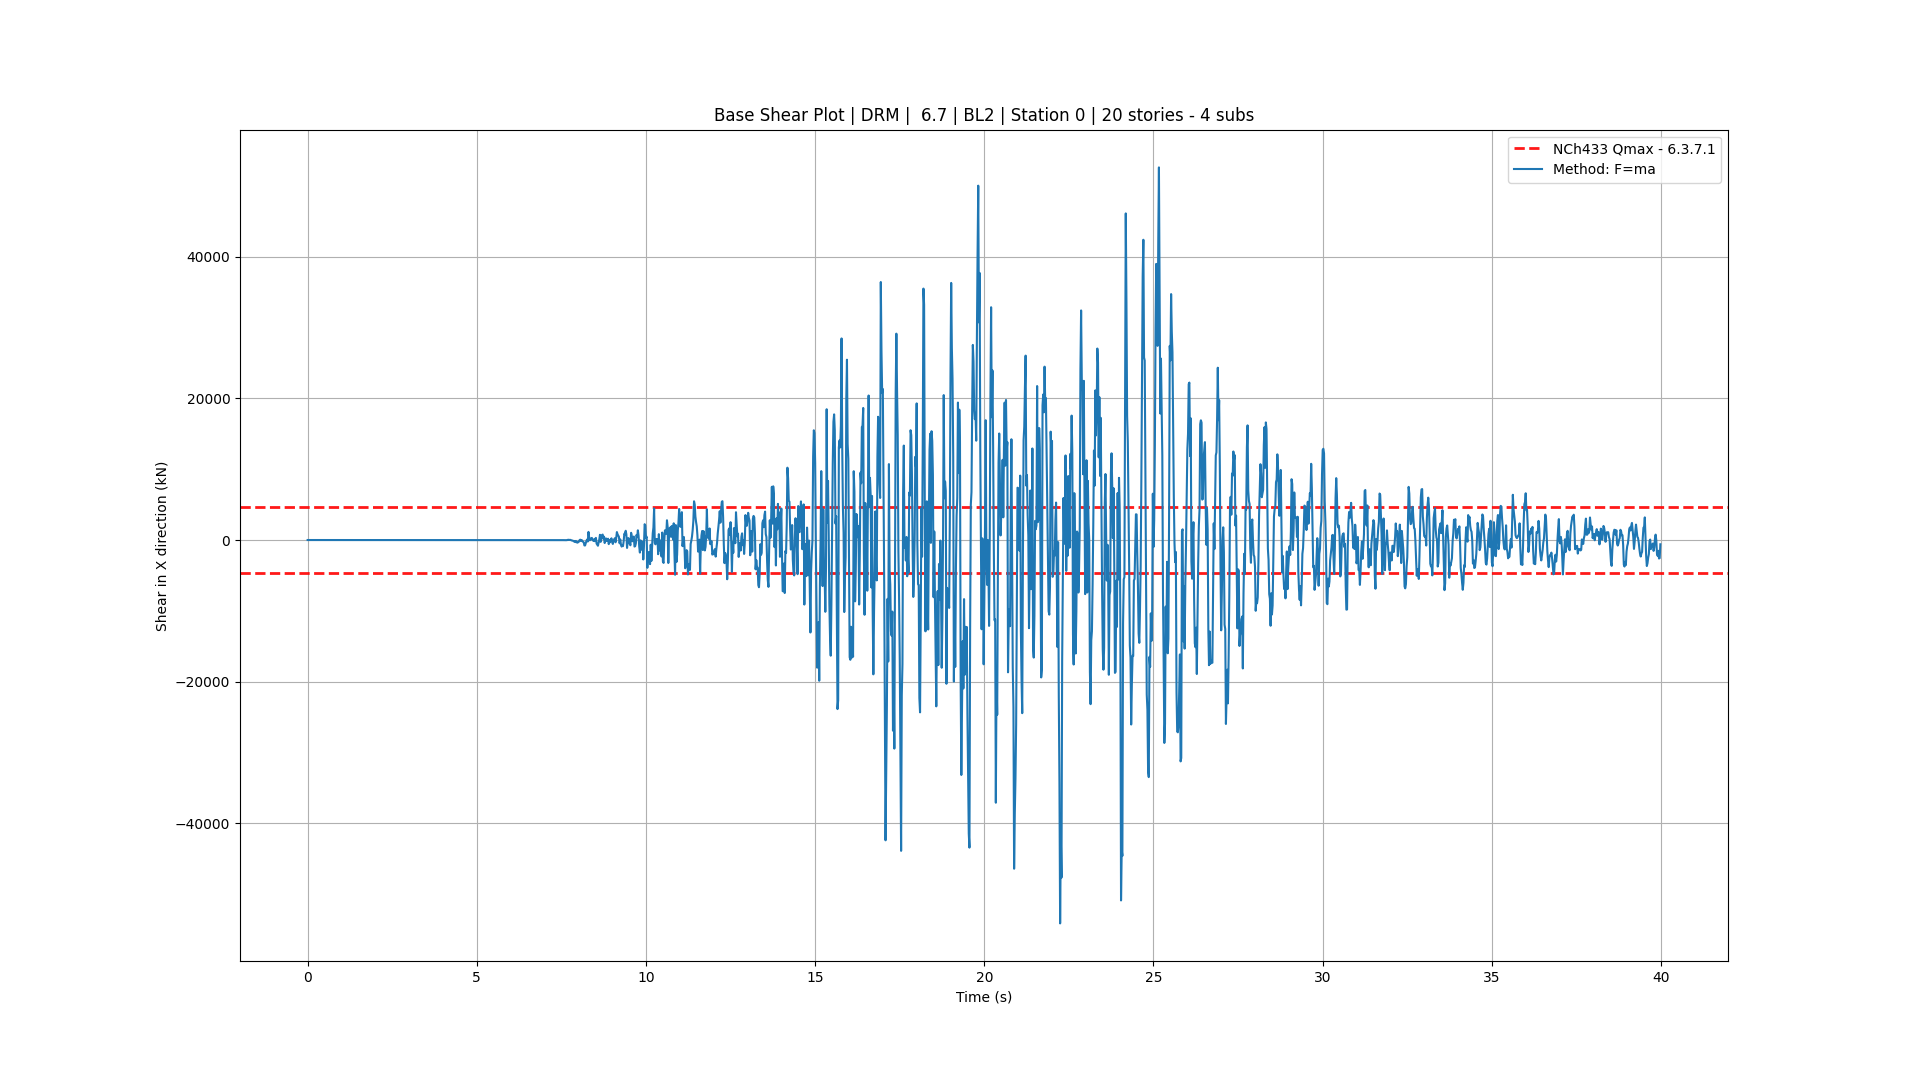 Base Shear Plot | DRM |  6.7 | BL2 | Station 0 | 20 stories - 4 subs
NCh433 Qmax - 6.3.7.1
Method: F=ma
Shear in X direction (kN)
40000
20000
0
−20000
−40000
0 5 10 15 20 25 30 35 40
Time (s)